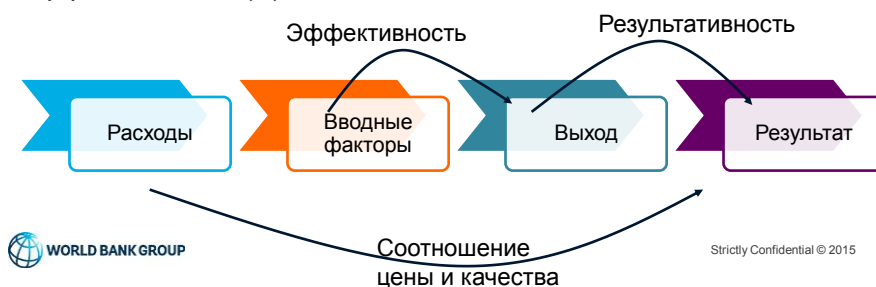 Эффективность
Результативность
Расходы
Вводные
факторы
Выход
Результат
Соотношение
цены и качества
WORLD BANK GROUP
Strictly Confidential © 2015